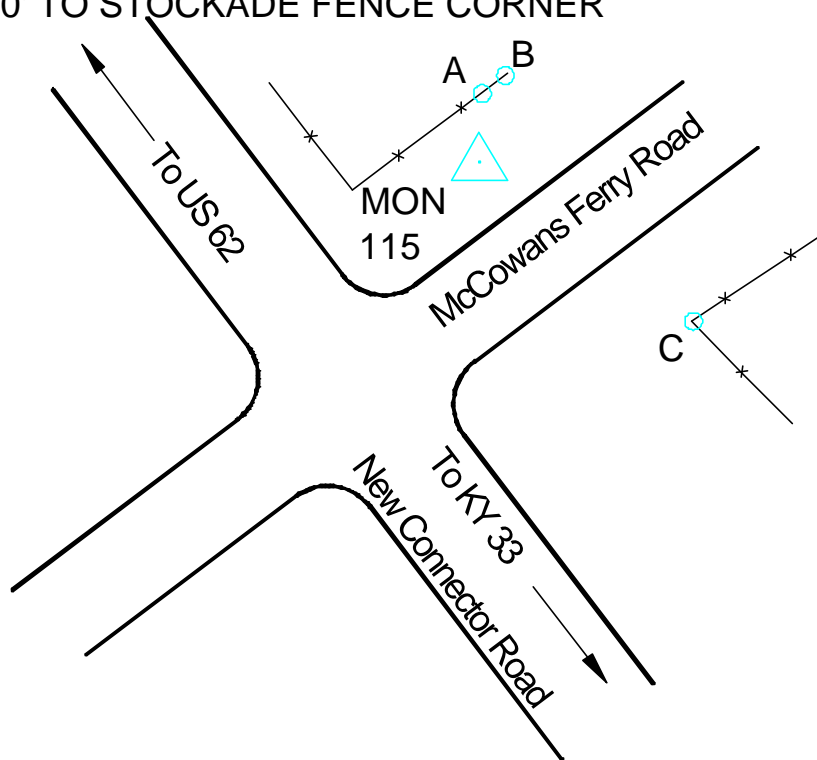 0 TO STOCKADE FENCE CORNER
A
B
To US 62
MON
115
McCowans Ferry Road
C
To KY 33
New Connector Road